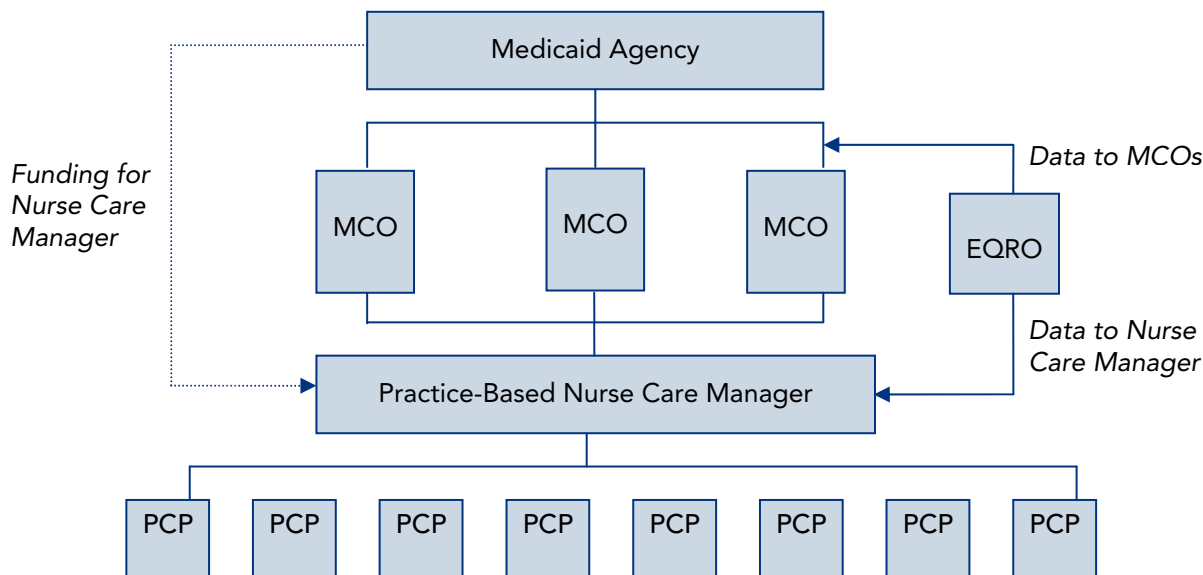 Medicaid Agency
Funding for
Nurse Care
Manager
Data to MCOs
MCO
MCO
MCO
EQRO
Data to Nurse
Care Manager
Practice-Based Nurse Care Manager
PCP
PCP
PCP
PCP
PCP
PCP
PCP
PCP